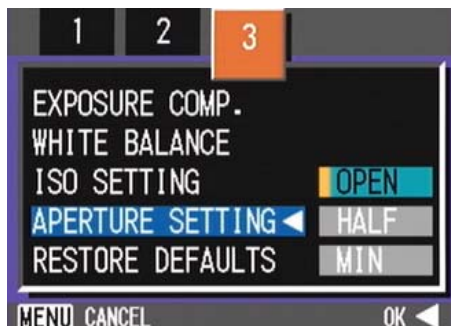 1 2 3
EXPOSURE COMP.
WHITE BALANCE
ISO SETTING OPEN
APERTURE SETTING HALF
RESTORE DEFAULTS MIN
MENU CANCEL OK